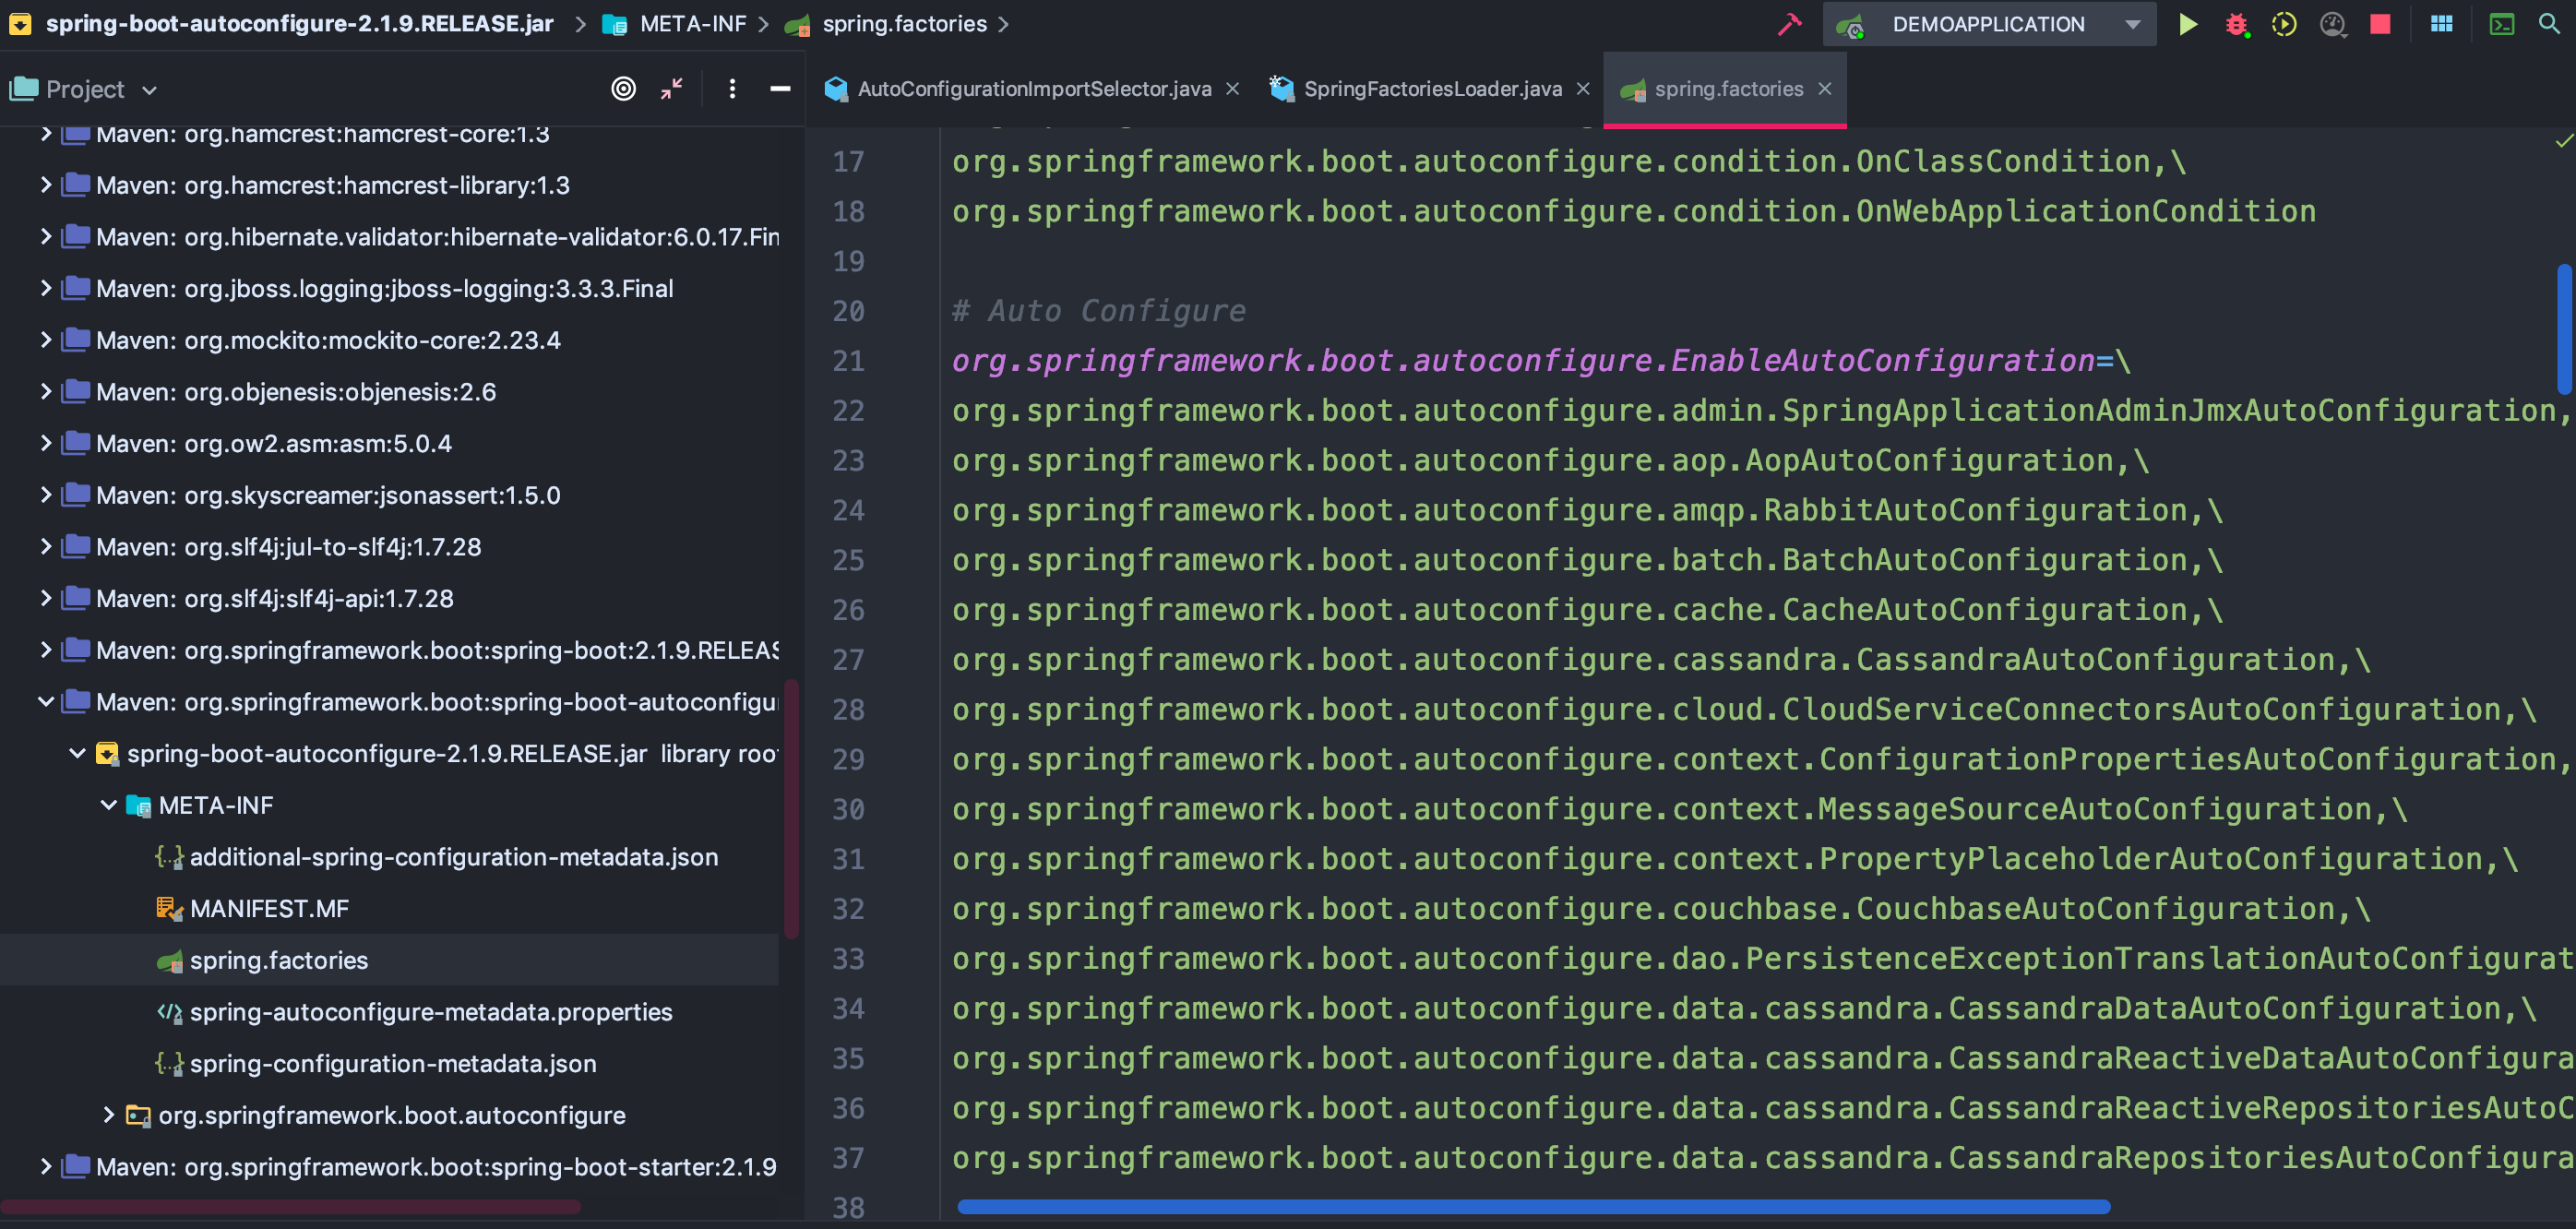 spring-boot-autoconfigure-2.1.9.RELEASE.jar META-INF spring.factories
DEMOAPPLICATION
Project
AutoConfigurationImportSelector.java
SpringFactoriesLoader.java
spring.factories
Maven: org.hamcrest:hamcrest-core:1.3
Maven: org.hamcrest:hamcrest-library:1.3
Maven: org.hibernate.validator:hibernate-validator:6.0.17.Fin
Maven: org.jboss.logging:jboss-logging:3.3.3.Final
Maven: org.mockito:mockito-core:2.23.4
Maven: org.objenesis:objenesis:2.6
Maven: org.ow2.asm:asm:5.0.4
Maven: org.skyscreamer:jsonassert:1.5.0
Maven: org.slf4j:jul-to-slf4j:1.7.28
Maven: org.slf4j:slf4j-api:1.7.28
Maven: org.springframework.boot:spring-boot:2.1.9.RELEAS
Maven: org.springframework.boot:spring-boot-autoconfigu
spring-boot-autoconfigure-2.1.9.RELEASE.jar library roo
META-INF
additional-spring-configuration-metadata.json
MANIFEST.MF
spring.factories
spring-autoconfigure-metadata.properties
spring-configuration-metadata.json
org.springframework.boot.autoconfigure
Maven: org.springframework.boot:spring-boot-starter:2.1.9
17 org.springframework.boot.autoconfigure.condition.OnClassCondition,\
18 org.springframework.boot.autoconfigure.condition.OnWebApplicationCondition
19
20 # Auto Configure
21 org.springframework.boot.autoconfigure.EnableAutoConfiguration=\
22 org.springframework.boot.autoconfigure.admin.SpringApplicationAdminJmxAutoConfiguration,
23 org.springframework.boot.autoconfigure.aop.AopAutoConfiguration,\
24 org.springframework.boot.autoconfigure.amqp.RabbitAutoConfiguration,\
25 org.springframework.boot.autoconfigure.batch.BatchAutoConfiguration,\
26 org.springframework.boot.autoconfigure.cache.CacheAutoConfiguration,\
27 org.springframework.boot.autoconfigure.cassandra.CassandraAutoConfiguration,\
28 org.springframework.boot.autoconfigure.cloud.CloudServiceConnectorsAutoConfiguration,\
29 org.springframework.boot.autoconfigure.context.ConfigurationPropertiesAutoConfiguration,
30 org.springframework.boot.autoconfigure.context.MessageSourceAutoConfiguration,\
31 org.springframework.boot.autoconfigure.context.PropertyPlaceholderAutoConfiguration,\
32 org.springframework.boot.autoconfigure.couchbase.CouchbaseAutoConfiguration,\
33 org.springframework.boot.autoconfigure.dao.PersistenceExceptionTranslationAutoConfigurat
34 org.springframework.boot.autoconfigure.data.cassandra.CassandraDataAutoConfiguration,\
35 org.springframework.boot.autoconfigure.data.cassandra.CassandraReactiveDataAutoConfigura
36 org.springframework.boot.autoconfigure.data.cassandra.CassandraReactiveRepositoriesAutoC
37 org.springframework.boot.autoconfigure.data.cassandra.CassandraRepositoriesAutoConfigura
38